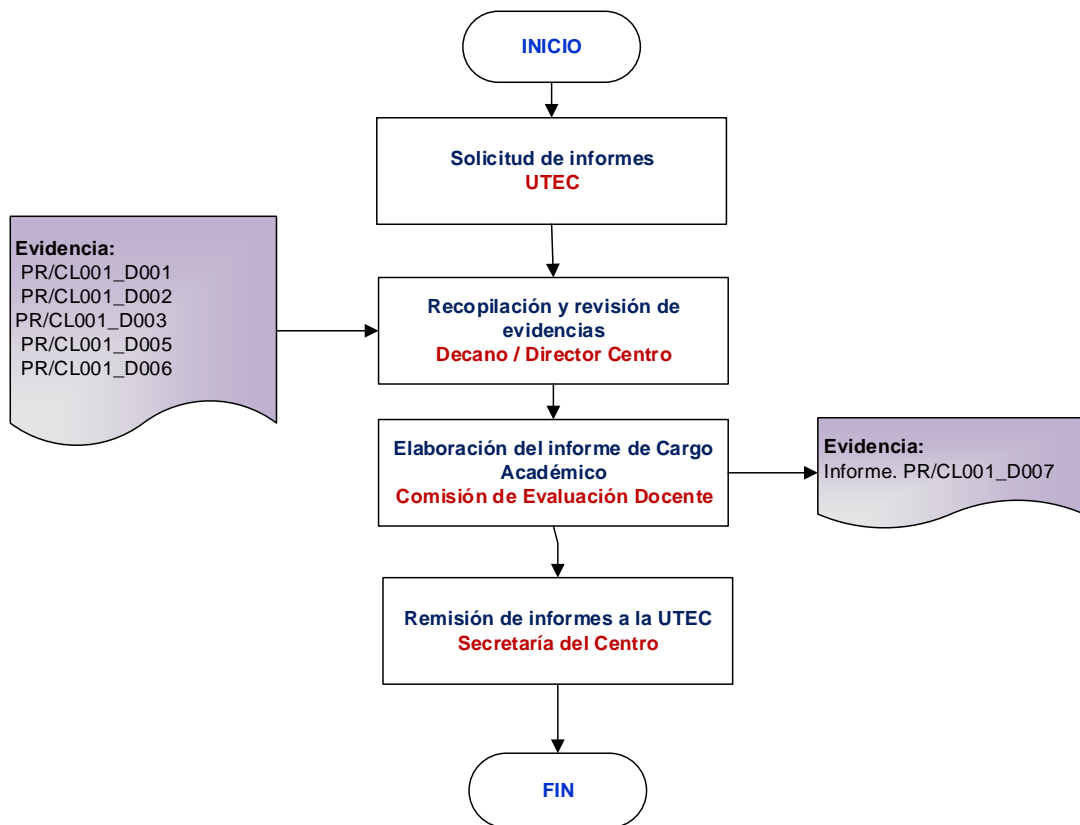 INICIO
Solicitud de informes
UTEC
Evidencia:
PR/CL001_D001
PR/CL001_D002
PR/CL001_D003
PR/CL001_D005
PR/CL001_D006
Recopilación y revisión de
evidencias
Decano / Director Centro
Elaboración del informe de Cargo
Académico
Comisión de Evaluación Docente
Evidencia:
Informe. PR/CL001_D007
Remisión de informes a la UTEC
Secretaría del Centro
FIN